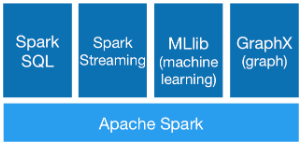 Spark
SQL
Spark
Streaming
MLlib
(machine
learning)
GraphX
(graph)
Apache Spark